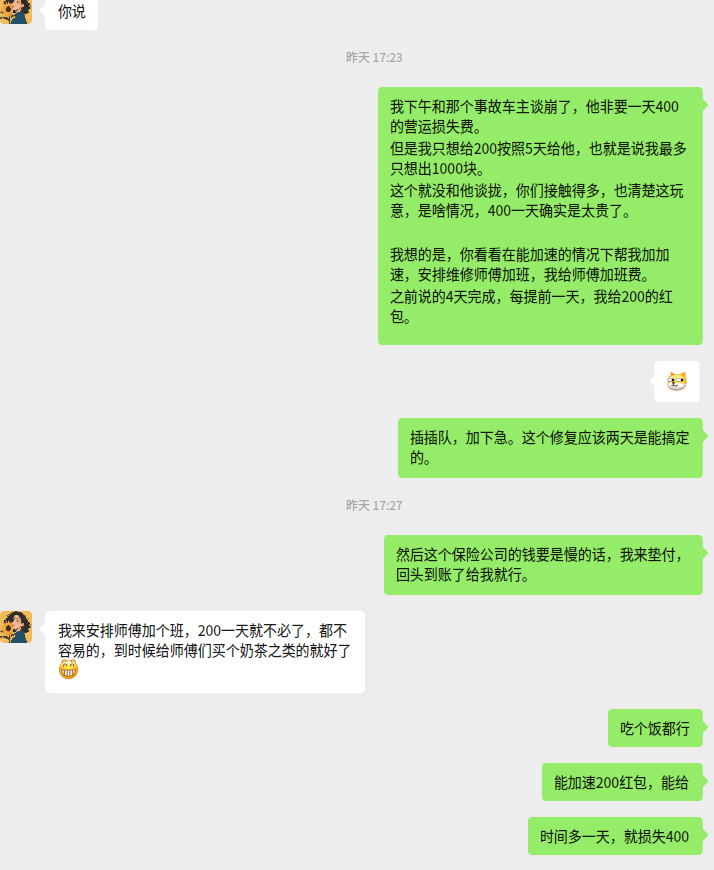 你说
昨天 17:23
我下午和那个事故车主谈崩了，他非要一天400
的营运损失费。
但是我只想给200按照5天给他，也就是说我最多
只想出1000块。
这个就没和他谈拢，你们接触得多，也清楚这玩
意，是啥情况，400一天确实是太贵了。
我想的是，你看看在能加速的情况下帮我加加
速，安排维修师傅加班，我给师傅加班费。
之前说的4天完成，每提前一天，我给200的红
包。
插插队，加下急。这个修复应该两天是能搞定
的。
昨天 17:27
然后这个保险公司的钱要是慢的话，我来垫付，
回头到账了给我就行。
我来安排师傅加个班，200一天就不必了，都不
容易的，到时候给师傅们买个奶茶之类的就好了
吃个饭都行
能加速200红包，能给
时间多一天，就损失400